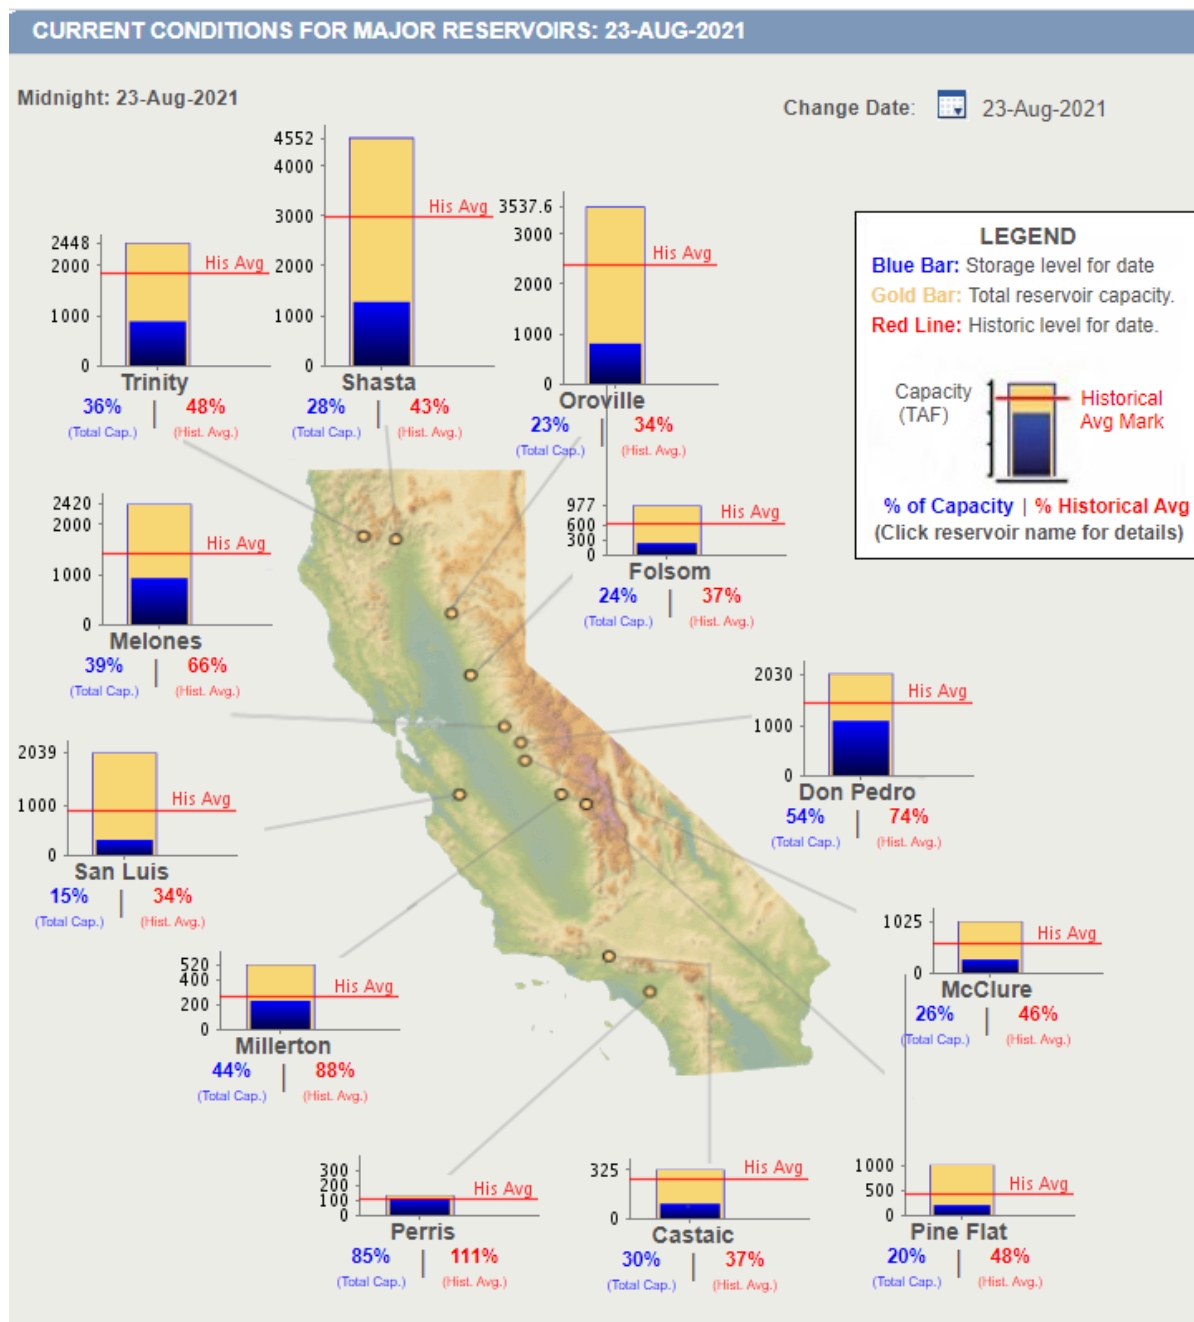 CURRENT CONDITIONS FOR MAJOR RESERVOIRS: 23-AUG-2021
Midnight: 23-Aug-2021
Change Date: 23-Aug-2021
4552
4000
3000
2000
1000
0
His Avg
Shasta
28% | 43%
(Total Cap.) (Hist. Avg.)
2448
2000
1000
0
His Avg
Trinity
36% | 48%
(Total Cap.) (Hist. Avg.)
3537.6
3000
2000
1000
0
His Avg
Oroville
23% | 34%
(Total Cap.) (Hist. Avg.)
LEGEND
Blue Bar: Storage level for date
Gold Bar: Total reservoir capacity.
Red Line: Historic level for date.
Capacity
(TAF)
Historical
Avg Mark
% of Capacity | % Historical Avg
(Click reservoir name for details)
2420
2000
1000
0
His Avg
Melones
39% | 66%
(Total Cap.) (Hist. Avg.)
977
600
300
0
His Avg
Folsom
24% | 37%
(Total Cap.) (Hist. Avg.)
2030
1000
0
His Avg
Don Pedro
54% | 74%
(Total Cap.) (Hist. Avg.)
2039
1000
0
His Avg
San Luis
15% | 34%
(Total Cap.) (Hist. Avg.)
1025
0
His Avg
McClure
26% | 46%
(Total Cap.) (Hist. Avg.)
520
400
200
0
His Avg
Millerton
44% | 88%
(Total Cap.) (Hist. Avg.)
300
200
100
0
His Avg
Perris
85% | 111%
(Total Cap.) (Hist. Avg.)
325
0
His Avg
Castaic
30% | 37%
(Total Cap.) (Hist. Avg.)
1000
500
0
His Avg
Pine Flat
20% | 48%
(Total Cap.) (Hist. Avg.)